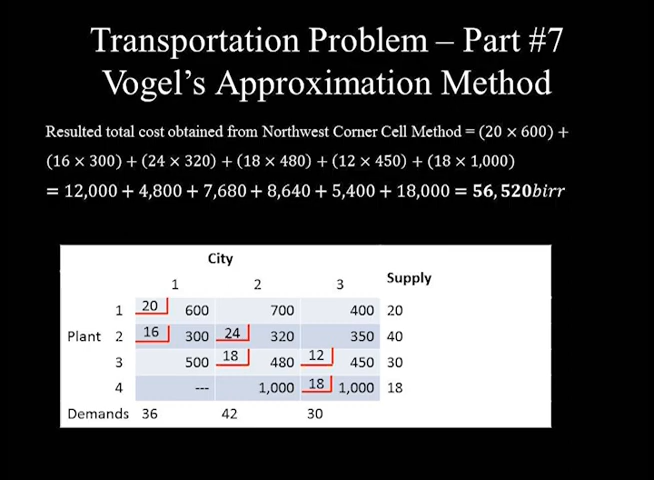 Transportation Problem – Part #7
Vogel's Approximation Method
Resulted total cost obtained from Northwest Corner Cell Method = (20 × 600) +
(16 × 300) + (24 × 320) + (18 × 480) + (12 × 450) + (18 × 1,000)
= 12,000 + 4,800 + 7,680 + 8,640 + 5,400 + 18,000 = 56,520birr
City
1 2 3 Supply
1 20 600 700 400 20
Plant 2 16 300 24 320 350 40
3 500 18 480 12 450 30
4 --- 1,000 18 1,000 18
Demands 36 42 30